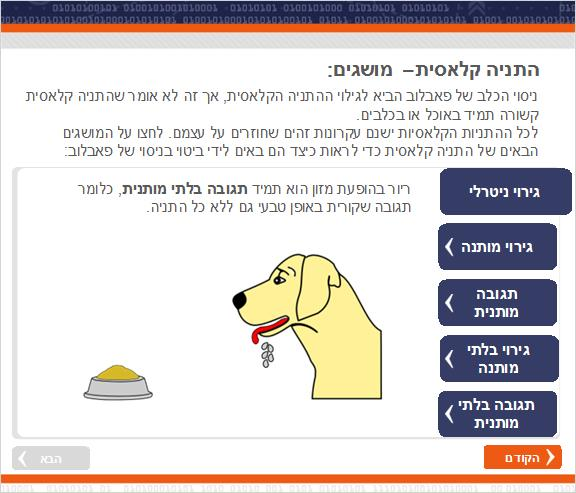 התניה קלאסית– מושגים:
ניסוי הכלב של פאבלוב הביא לגילוי ההתניה הקלאסית, אך זה לא אומר שהתניה קלאסית
קשורה תמיד באוכל או בכלבים.
לכל ההתניות הקלאסיות ישנם עקרונות זהים שחוזרים על עצמם. לחצו על המושגים
הבאים של התניה קלאסית כדי לראות כיצד הם באים לידי ביטוי בניסוי של פאבלוב:
גירוי ניטרלי
גירוי מותנה
תגובה
מותנית
גירוי בלתי
מותנה
תגובה בלתי
מותנית
ריור בהופעת מזון הוא תמיד תגובה בלתי מותנית, כלומר
תגובה שקורית באופן טבעי גם ללא כל התניה.
הקודם
הבא